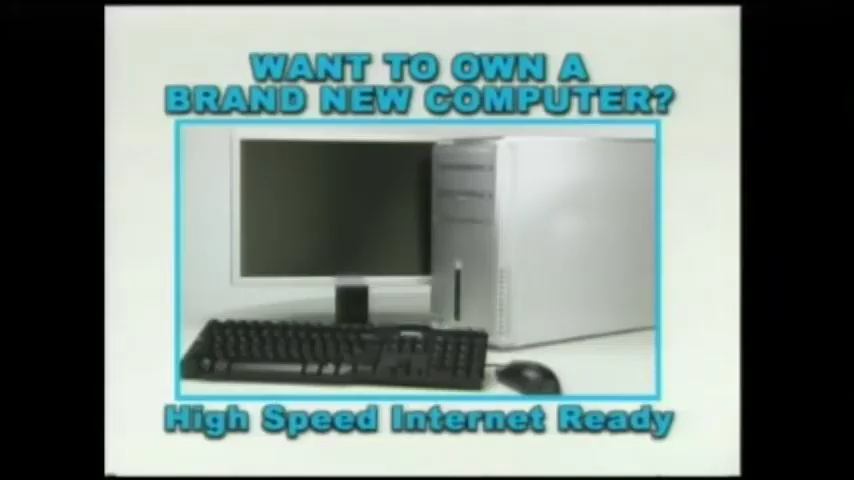 WANT TO OWN A
BRAND NEW COMPUTER?
High Speed Internet Ready